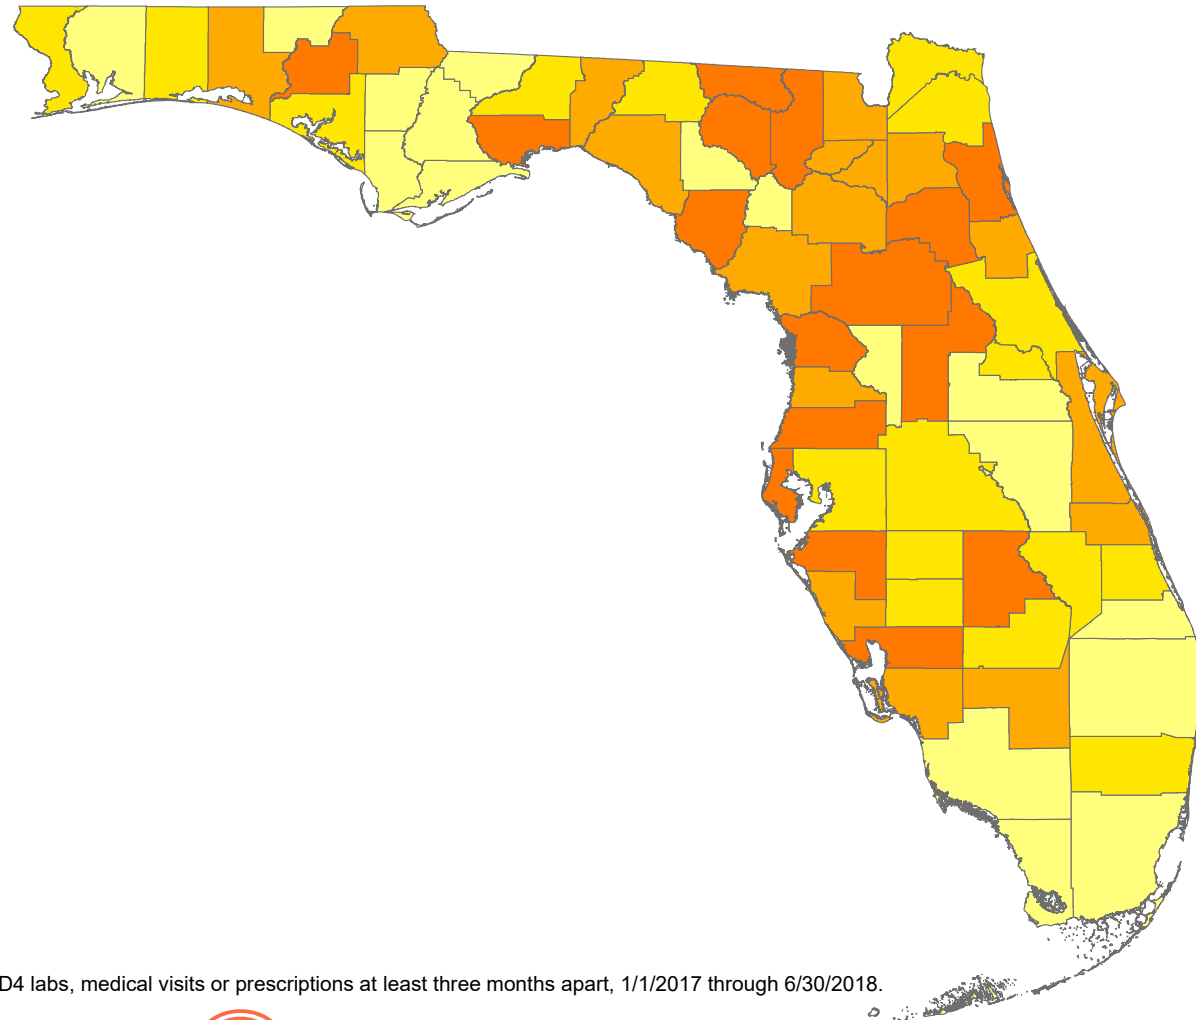 D4 labs, medical visits or prescriptions at least three months apart, 1/1/2017 through 6/30/2018.